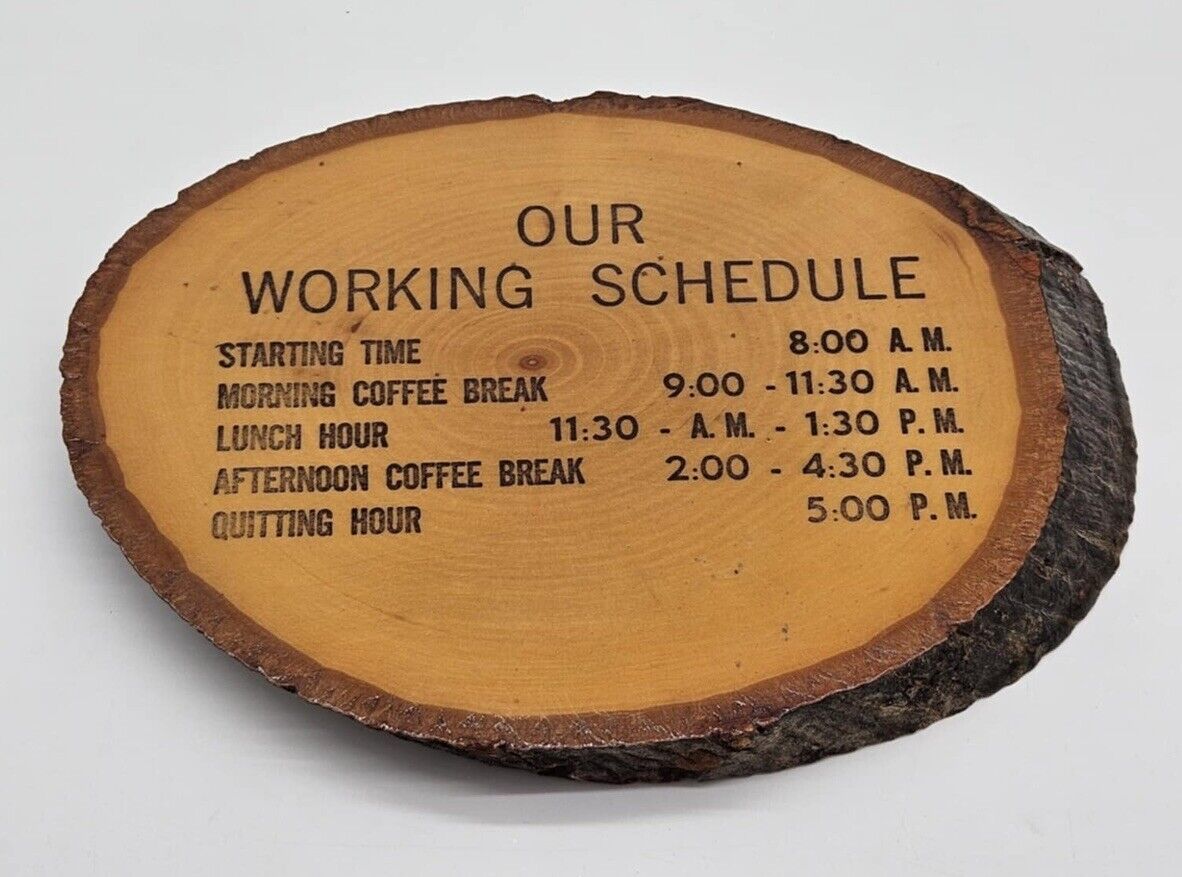 OUR
WORKING SCHEDULE
STARTING TIME 8:00 A.M.
MORNING COFFEE BREAK 9:00 - 11:30 A.M.
LUNCH HOUR 11:30 - A.M. - 1:30 P.M.
AFTERNOON COFFEE BREAK 2:00 - 4:30 P.M.
QUITTING HOUR 5:00 P.M.